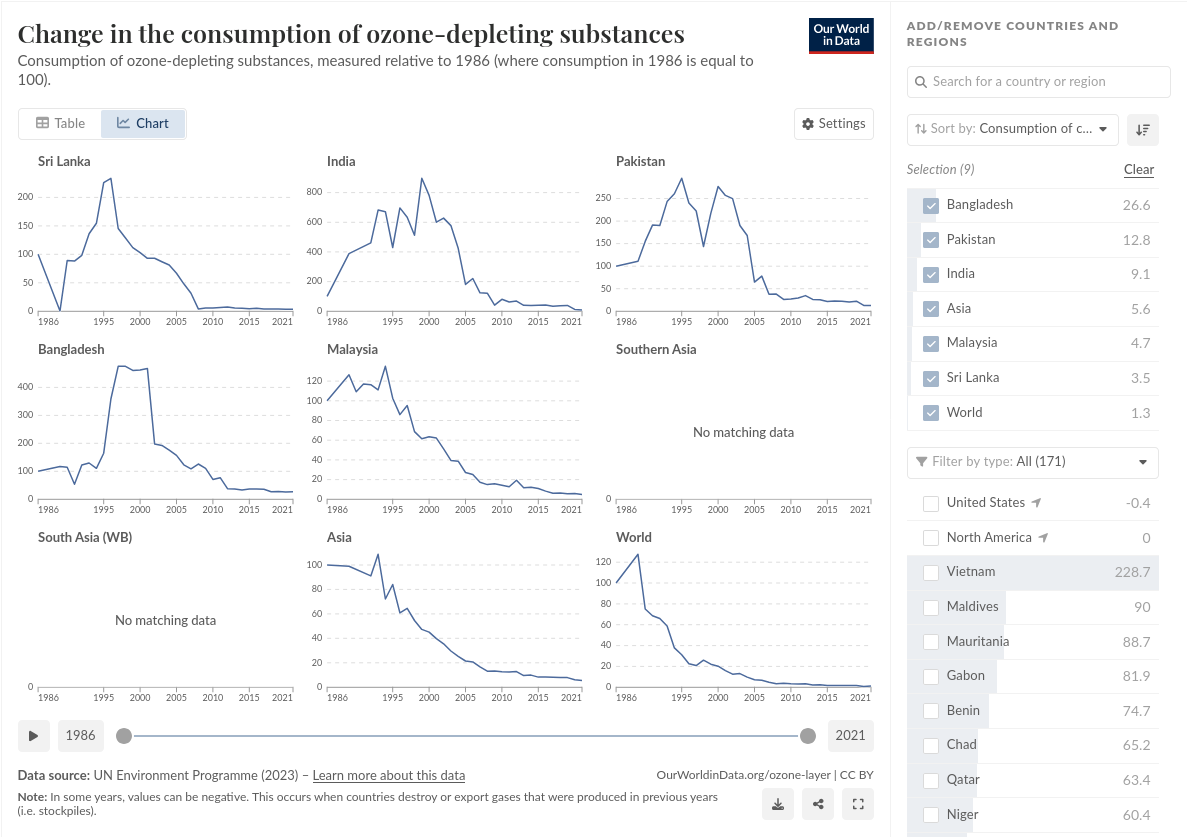 Change in the consumption of ozone-depleting substances
Our World
in Data
Consumption of ozone-depleting substances, measured relative to 1986 (where consumption in 1986 is equal to
100).
Table
Chart
Settings
Sri Lanka
200
150
100
50
0
1986 1995 2000 2005 2010 2015 2021
India
800
600
400
200
0
1986 1995 2000 2005 2010 2015 2021
Pakistan
250
200
150
100
50
0
1986 1995 2000 2005 2010 2015 2021
Bangladesh
400
300
200
100
0
1986 1995 2000 2005 2010 2015 2021
Malaysia
120
100
80
60
40
20
0
1986 1995 2000 2005 2010 2015 2021
Southern Asia
No matching data
0
1986 1995 2000 2005 2010 2015 2021
South Asia (WB)
No matching data
0
1986 1995 2000 2005 2010 2015 2021
Asia
100
80
60
40
20
0
1986 1995 2000 2005 2010 2015 2021
World
120
100
80
60
40
20
0
1986 1995 2000 2005 2010 2015 2021
1986
2021
Data source: UN Environment Programme (2023) – Learn more about this data
OurWorldinData.org/ozone-layer | CC BY
Note: In some years, values can be negative. This occurs when countries destroy or export gases that were produced in previous years
(i.e. stockpiles).
ADD/REMOVE COUNTRIES AND
REGIONS
Search for a country or region
Sort by: Consumption of c...
Selection (9)
Clear
Bangladesh 26.6
Pakistan 12.8
India 9.1
Asia 5.6
Malaysia 4.7
Sri Lanka 3.5
World 1.3
Filter by type: All (171)
United States -0.4
North America 0
Vietnam 228.7
Maldives 90
Mauritania 88.7
Gabon 81.9
Benin 74.7
Chad 65.2
Qatar 63.4
Niger 60.4